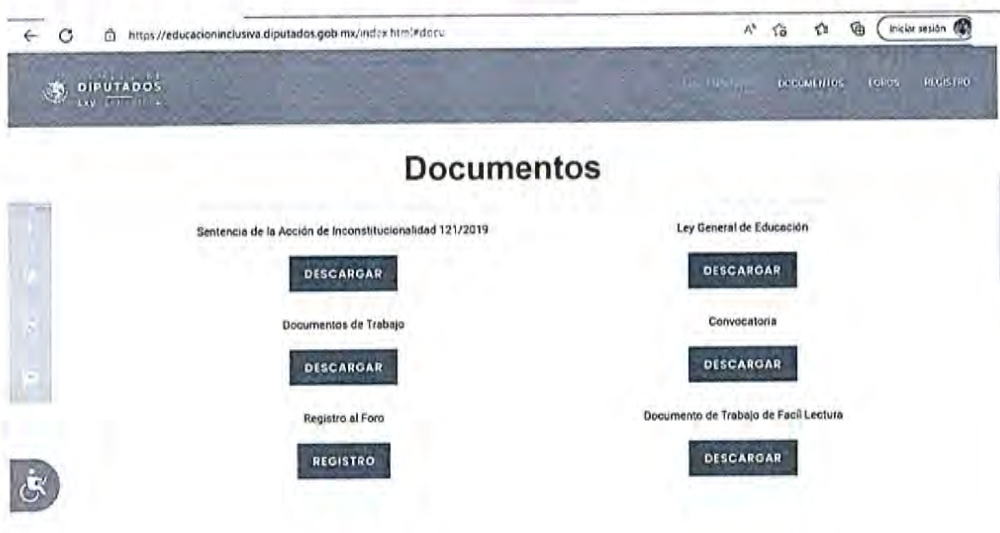 https://educacioninclusiva.diputados.gob.mx/index.html#docu
Iniciar sesión
DIPUTADOS
LXV
DOCUMENTOS
FOROS
REGISTRO
Documentos
Sentencia de la Acción de Inconstitucionalidad 121/2019
DESCARGAR
Ley General de Educación
DESCARGAR
Documentos de Trabajo
DESCARGAR
Convocatoria
DESCARGAR
Registro al Foro
REGISTRO
Documento de Trabajo de Facil Lectura
DESCARGAR